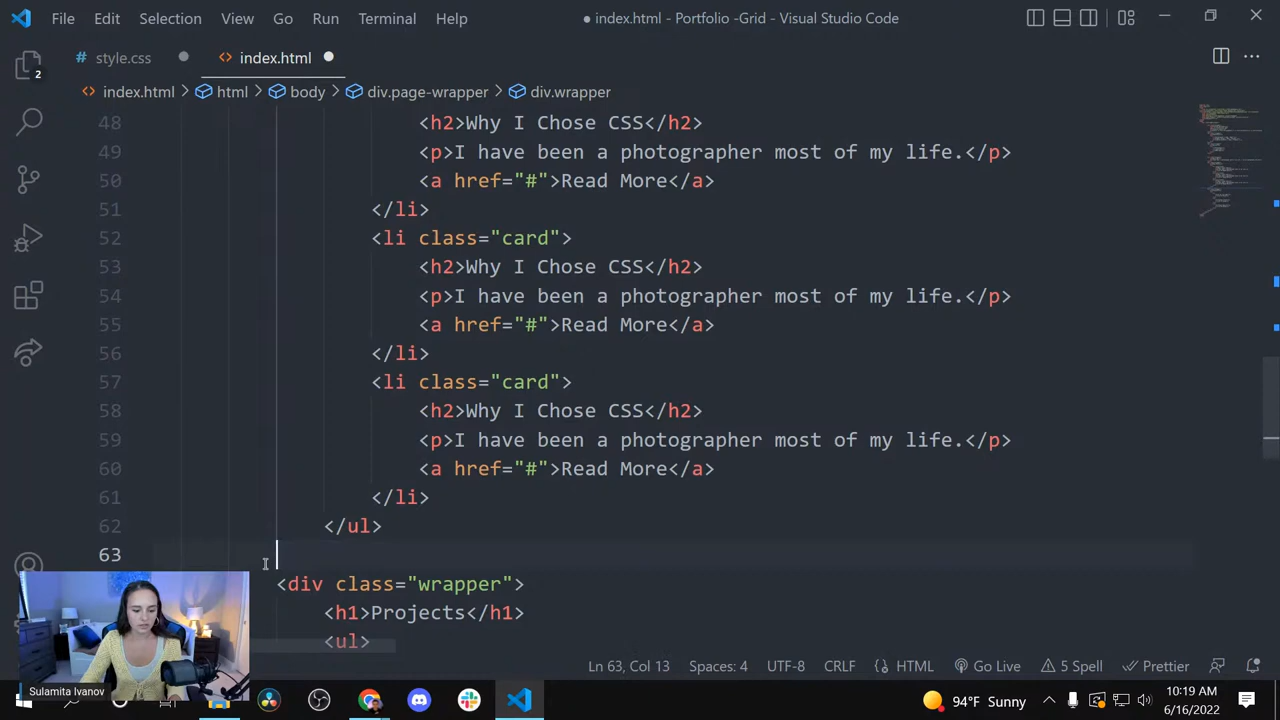 File Edit Selection View Go Run Terminal Help
● index.html - Portfolio -Grid - Visual Studio Code
# style.css
<> index.html
<> index.html > html > body > div.page-wrapper > div.wrapper
2
48 <h2>Why I Chose CSS</h2>
49 <p>I have been a photographer most of my life.</p>
50 <a href="#">Read More</a>
51 </li>
52 <li class="card">
53 <h2>Why I Chose CSS</h2>
54 <p>I have been a photographer most of my life.</p>
55 <a href="#">Read More</a>
56 </li>
57 <li class="card">
58 <h2>Why I Chose CSS</h2>
59 <p>I have been a photographer most of my life.</p>
60 <a href="#">Read More</a>
61 </li>
62 </ul>
63
<div class="wrapper">
<h1>Projects</h1>
<ul>
Ln 63, Col 13 Spaces: 4 UTF-8 CRLF HTML Go Live 5 Spell Prettier
Sulamita Ivanov
94°F Sunny
10:19 AM
6/16/2022